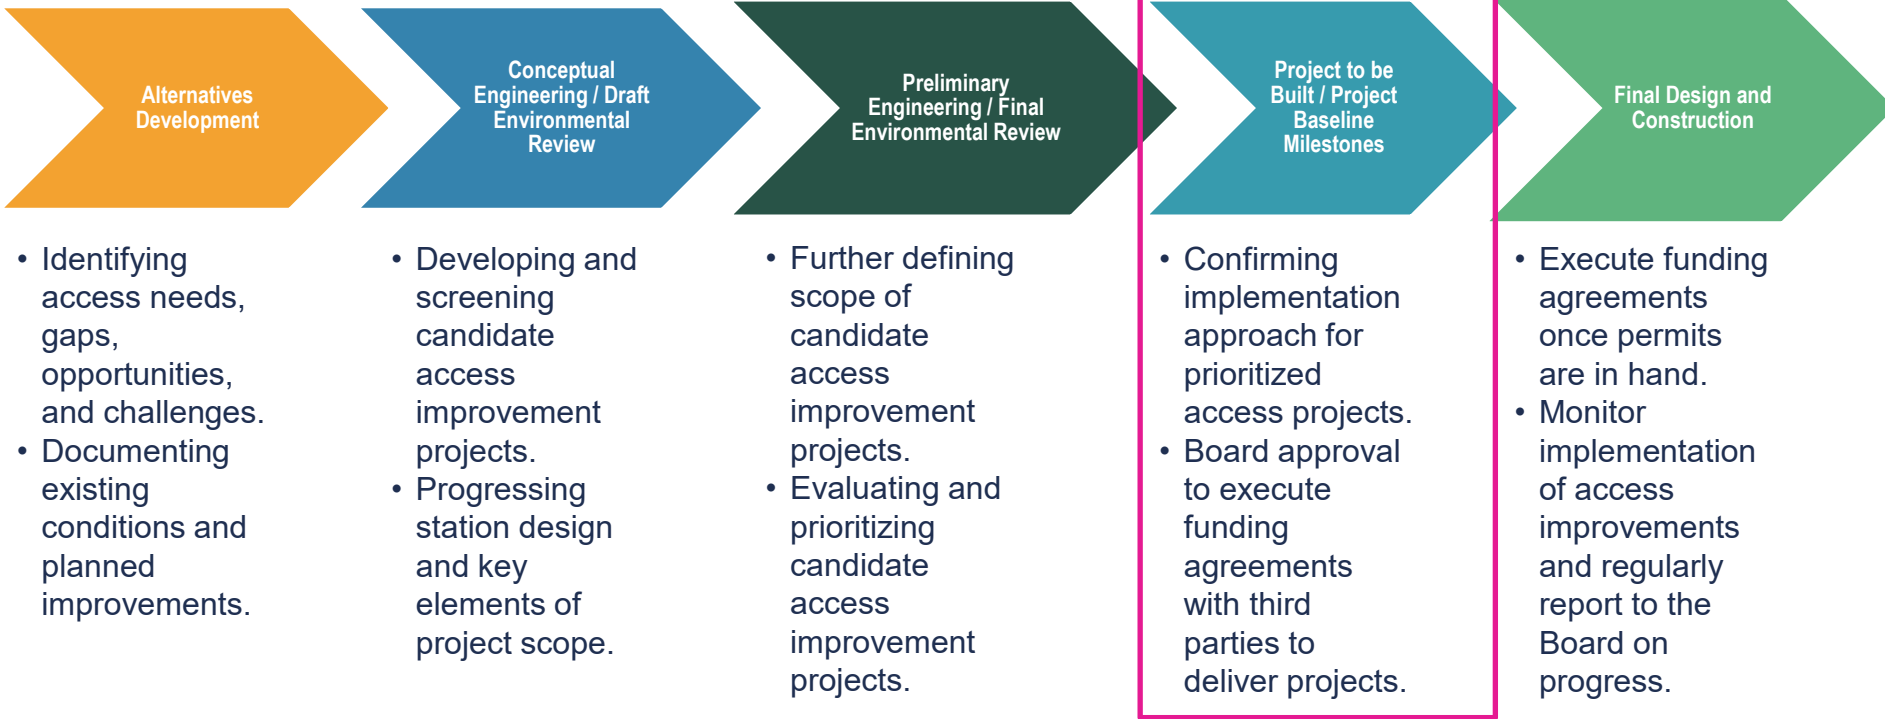 Alternatives
Development
Conceptual
Engineering / Draft
Environmental
Review
Preliminary
Engineering / Final
Environmental Review
Project to be
Built / Project
Baseline
Milestones
Final Design and
Construction
• Identifying
access needs,
gaps,
opportunities,
and challenges.
• Documenting
existing
conditions and
planned
improvements.
• Developing and
screening
candidate
access
improvement
projects.
• Progressing
station design
and key
elements of
project scope.
• Further defining
scope of
candidate
access
improvement
projects.
• Evaluating and
prioritizing
candidate
access
improvement
projects.
• Confirming
implementation
approach for
prioritized
access projects.
• Board approval
to execute
funding
agreements
with third
parties to
deliver projects.
• Execute funding
agreements
once permits
are in hand.
• Monitor
implementation
of access
improvements
and regularly
report to the
Board on
progress.